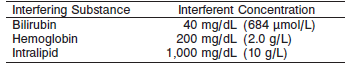 Interfering Substance Interferent Concentration
Bilirubin 40 mg/dL (684 µmol/L)
Hemoglobin 200 mg/dL (2.0 g/L)
Intralipid 1,000 mg/dL (10 g/L)